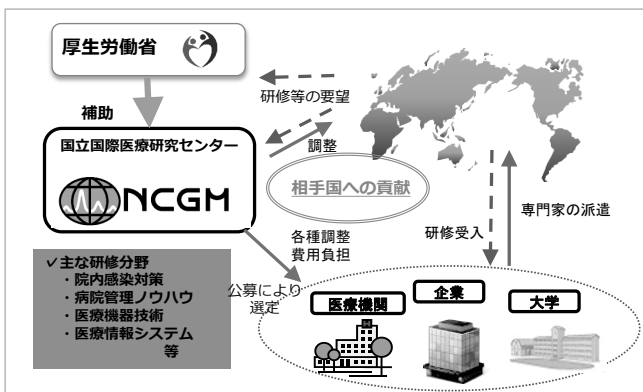 厚生労働省
補助
研修等の要望
国立国際医療研究センター
NCGM
調整
相手国への貢献
専門家の派遣
研修受入
各種調整
費用負担
✓主な研修分野
・院内感染対策
・病院管理ノウハウ
・医療機器技術
・医療情報システム
等
公募により
選定
医療機関
企業
大学